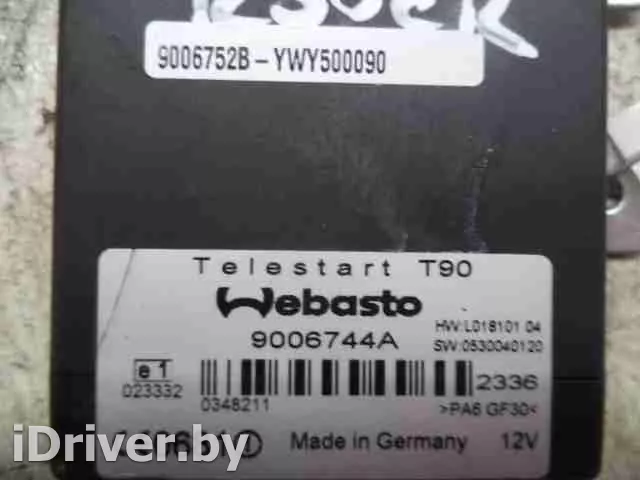 9006752B-YWY500090
Telestart T90
Webasto
9006744A
HW:L018101 04
SW:0530040120
e1
023332
0348211
2336
>PA6 GF30<
Made in Germany
12V
iDriver.by